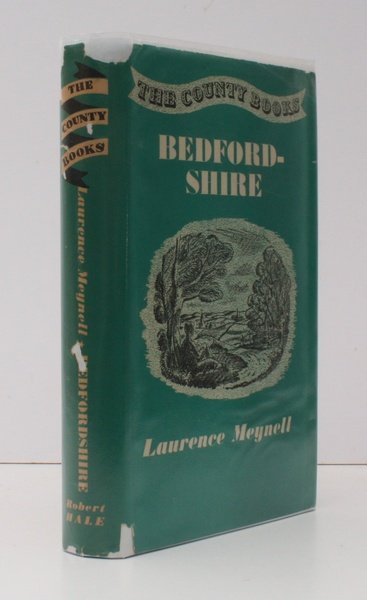 THE COUNTY BOOKS
BEDFORD-
SHIRE
Laurence Meynell
THE
COUNTY
BOOKS
Laurence Meynell
BEDFORDSHIRE
Robert
HALE